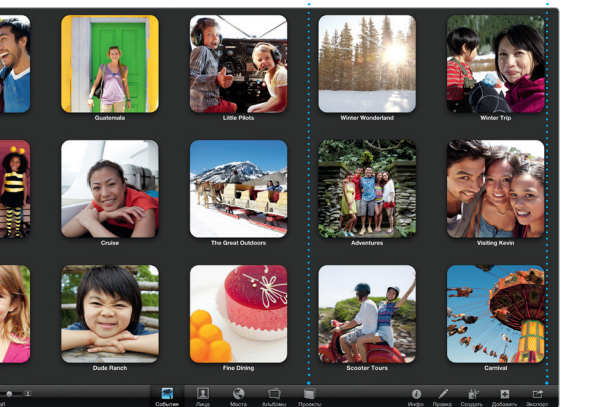 Guatemala
Little Pilots
Winter Wonderland
Winter Trip
Cruise
The Great Outdoors
Adventures
Visiting Kevin
Dude Ranch
Fine Dining
Scooter Tours
Carnival
События
Лица
Места
Альбомы
Проекты
Инфо
Правка
Создать
Добавить
Экспорт